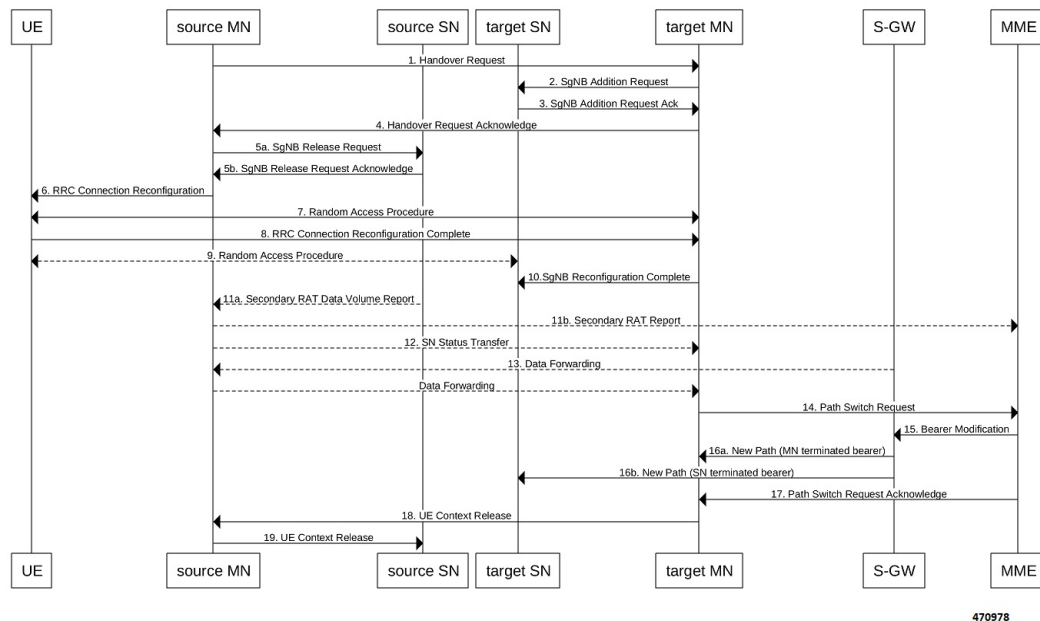 UE source MN source SN target SN target MN S-GW MME
1. Handover Request
2. SgNB Addition Request
3. SgNB Addition Request Ack
4. Handover Request Acknowledge
5a. SgNB Release Request
5b. SgNB Release Request Acknowledge
6. RRC Connection Reconfiguration
7. Random Access Procedure
8. RRC Connection Reconfiguration Complete
9. Random Access Procedure
10.SgNB Reconfiguration Complete
11a. Secondary RAT Data Volume Report
11b. Secondary RAT Report
12. SN Status Transfer
13. Data Forwarding
Data Forwarding
14. Path Switch Request
15. Bearer Modification
16a. New Path (MN terminated bearer)
16b. New Path (SN terminated bearer)
17. Path Switch Request Acknowledge
18. UE Context Release
19. UE Context Release
UE source MN source SN target SN target MN S-GW MME
470978